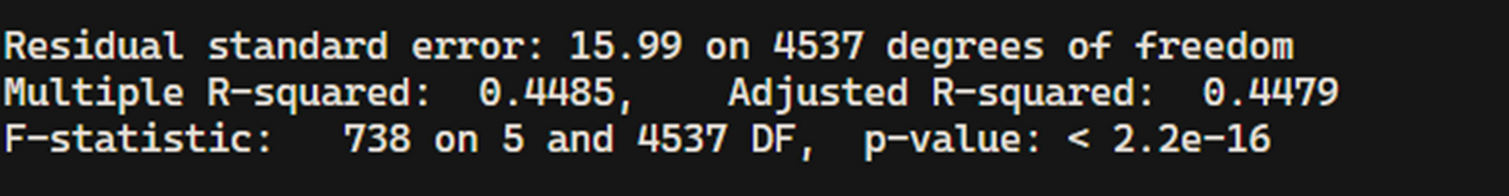 Residual standard error: 15.99 on 4537 degrees of freedom
Multiple R-squared:  0.4485,    Adjusted R-squared:  0.4479
F-statistic:   738 on 5 and 4537 DF,  p-value: < 2.2e-16